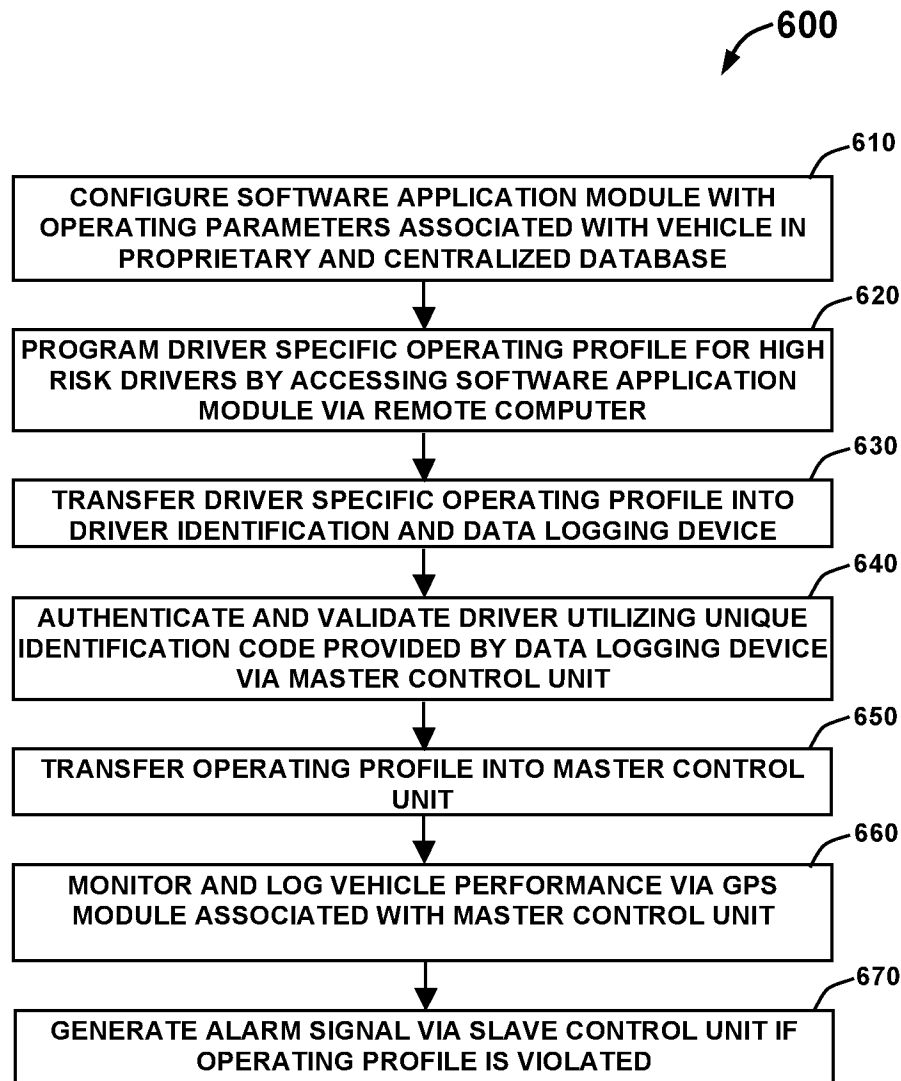 600
610
CONFIGURE SOFTWARE APPLICATION MODULE WITH
OPERATING PARAMETERS ASSOCIATED WITH VEHICLE IN
PROPRIETARY AND CENTRALIZED DATABASE
620
PROGRAM DRIVER SPECIFIC OPERATING PROFILE FOR HIGH
RISK DRIVERS BY ACCESSING SOFTWARE APPLICATION
MODULE VIA REMOTE COMPUTER
630
TRANSFER DRIVER SPECIFIC OPERATING PROFILE INTO
DRIVER IDENTIFICATION AND DATA LOGGING DEVICE
640
AUTHENTICATE AND VALIDATE DRIVER UTILIZING UNIQUE
IDENTIFICATION CODE PROVIDED BY DATA LOGGING DEVICE
VIA MASTER CONTROL UNIT
650
TRANSFER OPERATING PROFILE INTO MASTER CONTROL
UNIT
660
MONITOR AND LOG VEHICLE PERFORMANCE VIA GPS
MODULE ASSOCIATED WITH MASTER CONTROL UNIT
670
GENERATE ALARM SIGNAL VIA SLAVE CONTROL UNIT IF
OPERATING PROFILE IS VIOLATED